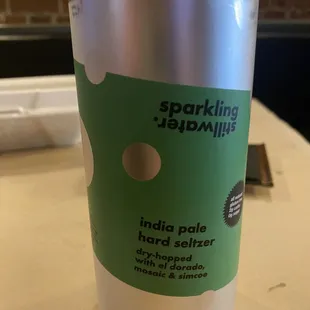 sparkling
stillwater.
india pale
hard seltzer
dry-hopped
with el dorado,
mosaic & simcoe